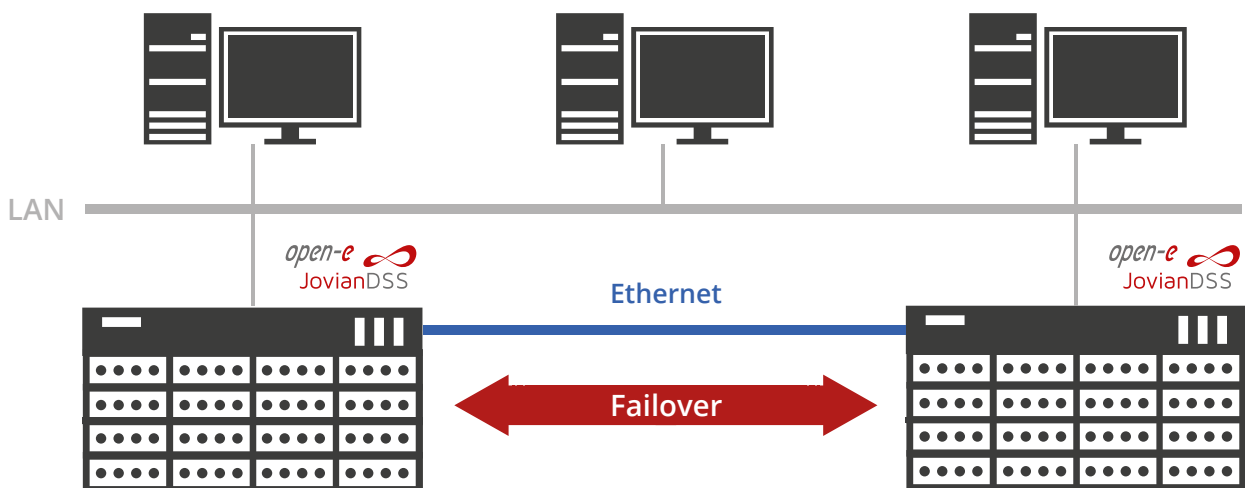 LAN
open-e
JovianDSS
open-e
JovianDSS
Ethernet
Failover